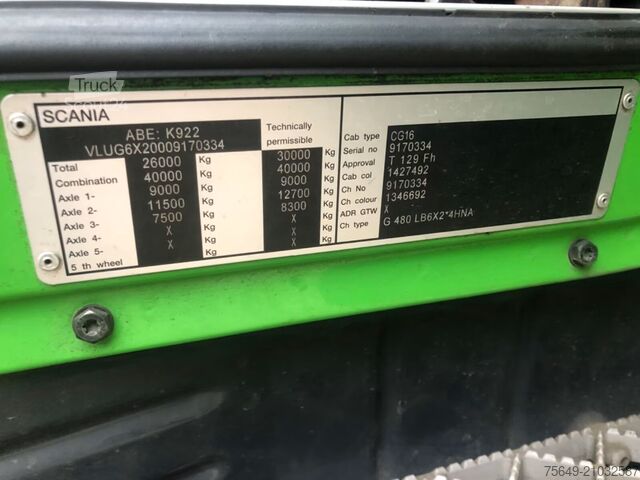 Truck
SCOUT24
SCANIA
ABE: K922
VLUG6X20009170334
Technically
permissible
Total 26000 Kg 30000 Kg
Combination 40000 Kg 40000 Kg
Axle 1- 9000 Kg 9000 Kg
Axle 2- 11500 Kg 12700 Kg
Axle 3- 7500 Kg 8300 Kg
Axle 4- X Kg X Kg
Axle 5- X Kg X Kg
5 th wheel X Kg X Kg
Cab type CG16
Serial no 9170334
Approval T 129 Fh
Cab col 1427492
Ch No 9170334
Ch colour 1346692
ADR GTW X
Ch type G 480 LB6X2*4HNA
75649-21032567